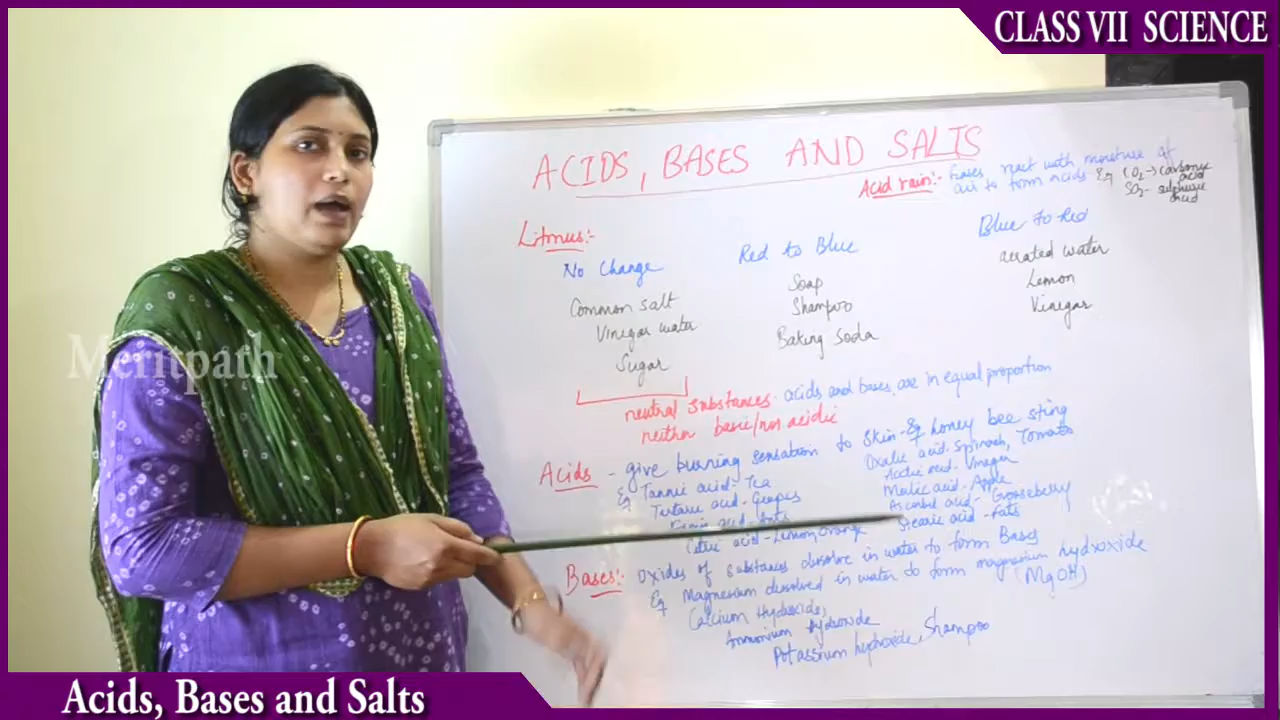 CLASS VII SCIENCE
ACIDS, BASES AND SALTS
Acid rain:- Gases react with moisture of
air to form acids Eg CO₂→carbonic
acid
SO₂- sulphuric
acid
Litmus:-
No Change
Common salt
Vinegar water
Sugar
Red to Blue
Soap
Shampoo
Baking Soda
Blue to Red
aerated water
Lemon
Vinegar
neutral substances- acids and bases are in equal proportion
neither basic/nor acidic
Acids - give burning sensation to skin-Eg honey bee sting
Eg Tannic acid- Tea
Tartaric acid- Grapes
acid- Ants
Citric acid- Lemon, Orange
Oxalic acid- Spinach, Tomato
Acetic acid- Vinegar
Malic acid- Apple
Ascorbic acid- Gooseberry
Stearic acid- Fats
Bases:- Oxides of substances dissolve in water to form Bases
Eg Magnesium dissolved in water to form magnesium hydroxide
(MgOH)
Calcium Hydroxide,
Ammonium hydroxide
Potassium hydroxide, Shampoo
Meritpath
Acids, Bases and Salts